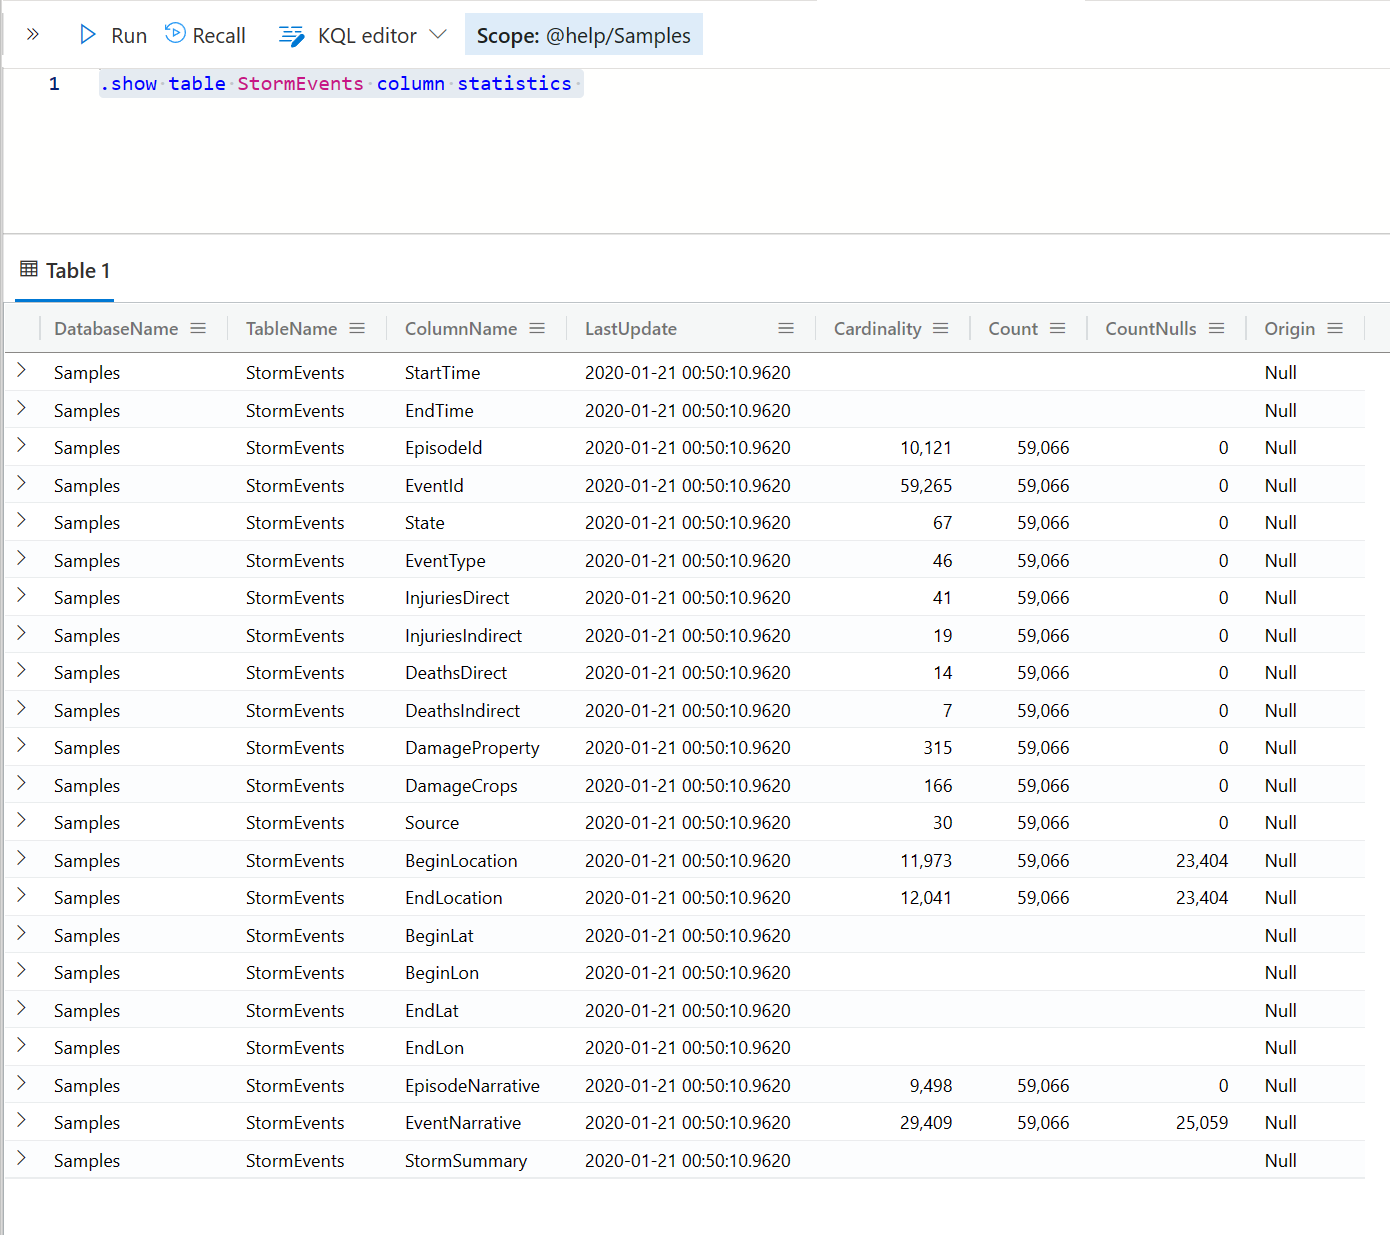 Run Recall KQL editor Scope: @help/Samples
1 .show table StormEvents column statistics
Table 1
DatabaseName TableName ColumnName LastUpdate Cardinality Count CountNulls Origin
Samples StormEvents StartTime 2020-01-21 00:50:10.9620 Null
Samples StormEvents EndTime 2020-01-21 00:50:10.9620 Null
Samples StormEvents EpisodeId 2020-01-21 00:50:10.9620 10,121 59,066 0 Null
Samples StormEvents EventId 2020-01-21 00:50:10.9620 59,265 59,066 0 Null
Samples StormEvents State 2020-01-21 00:50:10.9620 67 59,066 0 Null
Samples StormEvents EventType 2020-01-21 00:50:10.9620 46 59,066 0 Null
Samples StormEvents InjuriesDirect 2020-01-21 00:50:10.9620 41 59,066 0 Null
Samples StormEvents InjuriesIndirect 2020-01-21 00:50:10.9620 19 59,066 0 Null
Samples StormEvents DeathsDirect 2020-01-21 00:50:10.9620 14 59,066 0 Null
Samples StormEvents DeathsIndirect 2020-01-21 00:50:10.9620 7 59,066 0 Null
Samples StormEvents DamageProperty 2020-01-21 00:50:10.9620 315 59,066 0 Null
Samples StormEvents DamageCrops 2020-01-21 00:50:10.9620 166 59,066 0 Null
Samples StormEvents Source 2020-01-21 00:50:10.9620 30 59,066 0 Null
Samples StormEvents BeginLocation 2020-01-21 00:50:10.9620 11,973 59,066 23,404 Null
Samples StormEvents EndLocation 2020-01-21 00:50:10.9620 12,041 59,066 23,404 Null
Samples StormEvents BeginLat 2020-01-21 00:50:10.9620 Null
Samples StormEvents BeginLon 2020-01-21 00:50:10.9620 Null
Samples StormEvents EndLat 2020-01-21 00:50:10.9620 Null
Samples StormEvents EndLon 2020-01-21 00:50:10.9620 Null
Samples StormEvents EpisodeNarrative 2020-01-21 00:50:10.9620 9,498 59,066 0 Null
Samples StormEvents EventNarrative 2020-01-21 00:50:10.9620 29,409 59,066 25,059 Null
Samples StormEvents StormSummary 2020-01-21 00:50:10.9620 Null